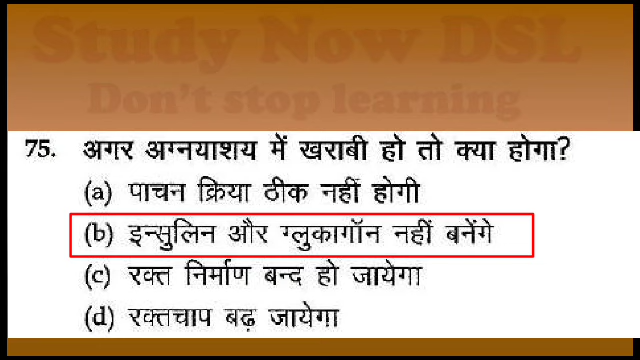 Study Now DSL
Don't stop learning
75. अगर अग्नयाशय में खराबी हो तो क्या होगा?
(a) पाचन क्रिया ठीक नहीं होगी
(b) इन्सुलिन और ग्लुकागॉन नहीं बनेंगे
(c) रक्त निर्माण बन्द हो जायेगा
(d) रक्तचाप बढ़ जायेगा